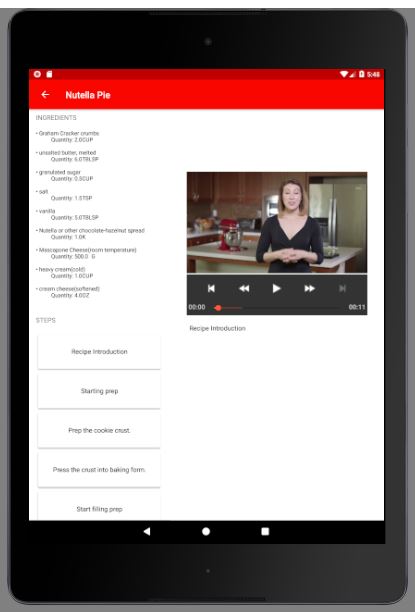 5:48
Nutella Pie
INGREDIENTS
• Graham Cracker crumbs
Quantity: 2.0CUP
• unsalted butter, melted
Quantity: 6.0TBLSP
• granulated sugar
Quantity: 0.5CUP
• salt
Quantity: 1.5TSP
• vanilla
Quantity: 5.0TBLSP
• Nutella or other chocolate-hazelnut spread
Quantity: 1.0K
• Mascapone Cheese(room temperature)
Quantity: 500.0 G
• heavy cream(cold)
Quantity: 1.0CUP
• cream cheese(softened)
Quantity: 4.0OZ
STEPS
Recipe Introduction
Starting prep
Prep the cookie crust.
Press the crust into baking form.
Start filling prep
00:00
00:11
Recipe Introduction